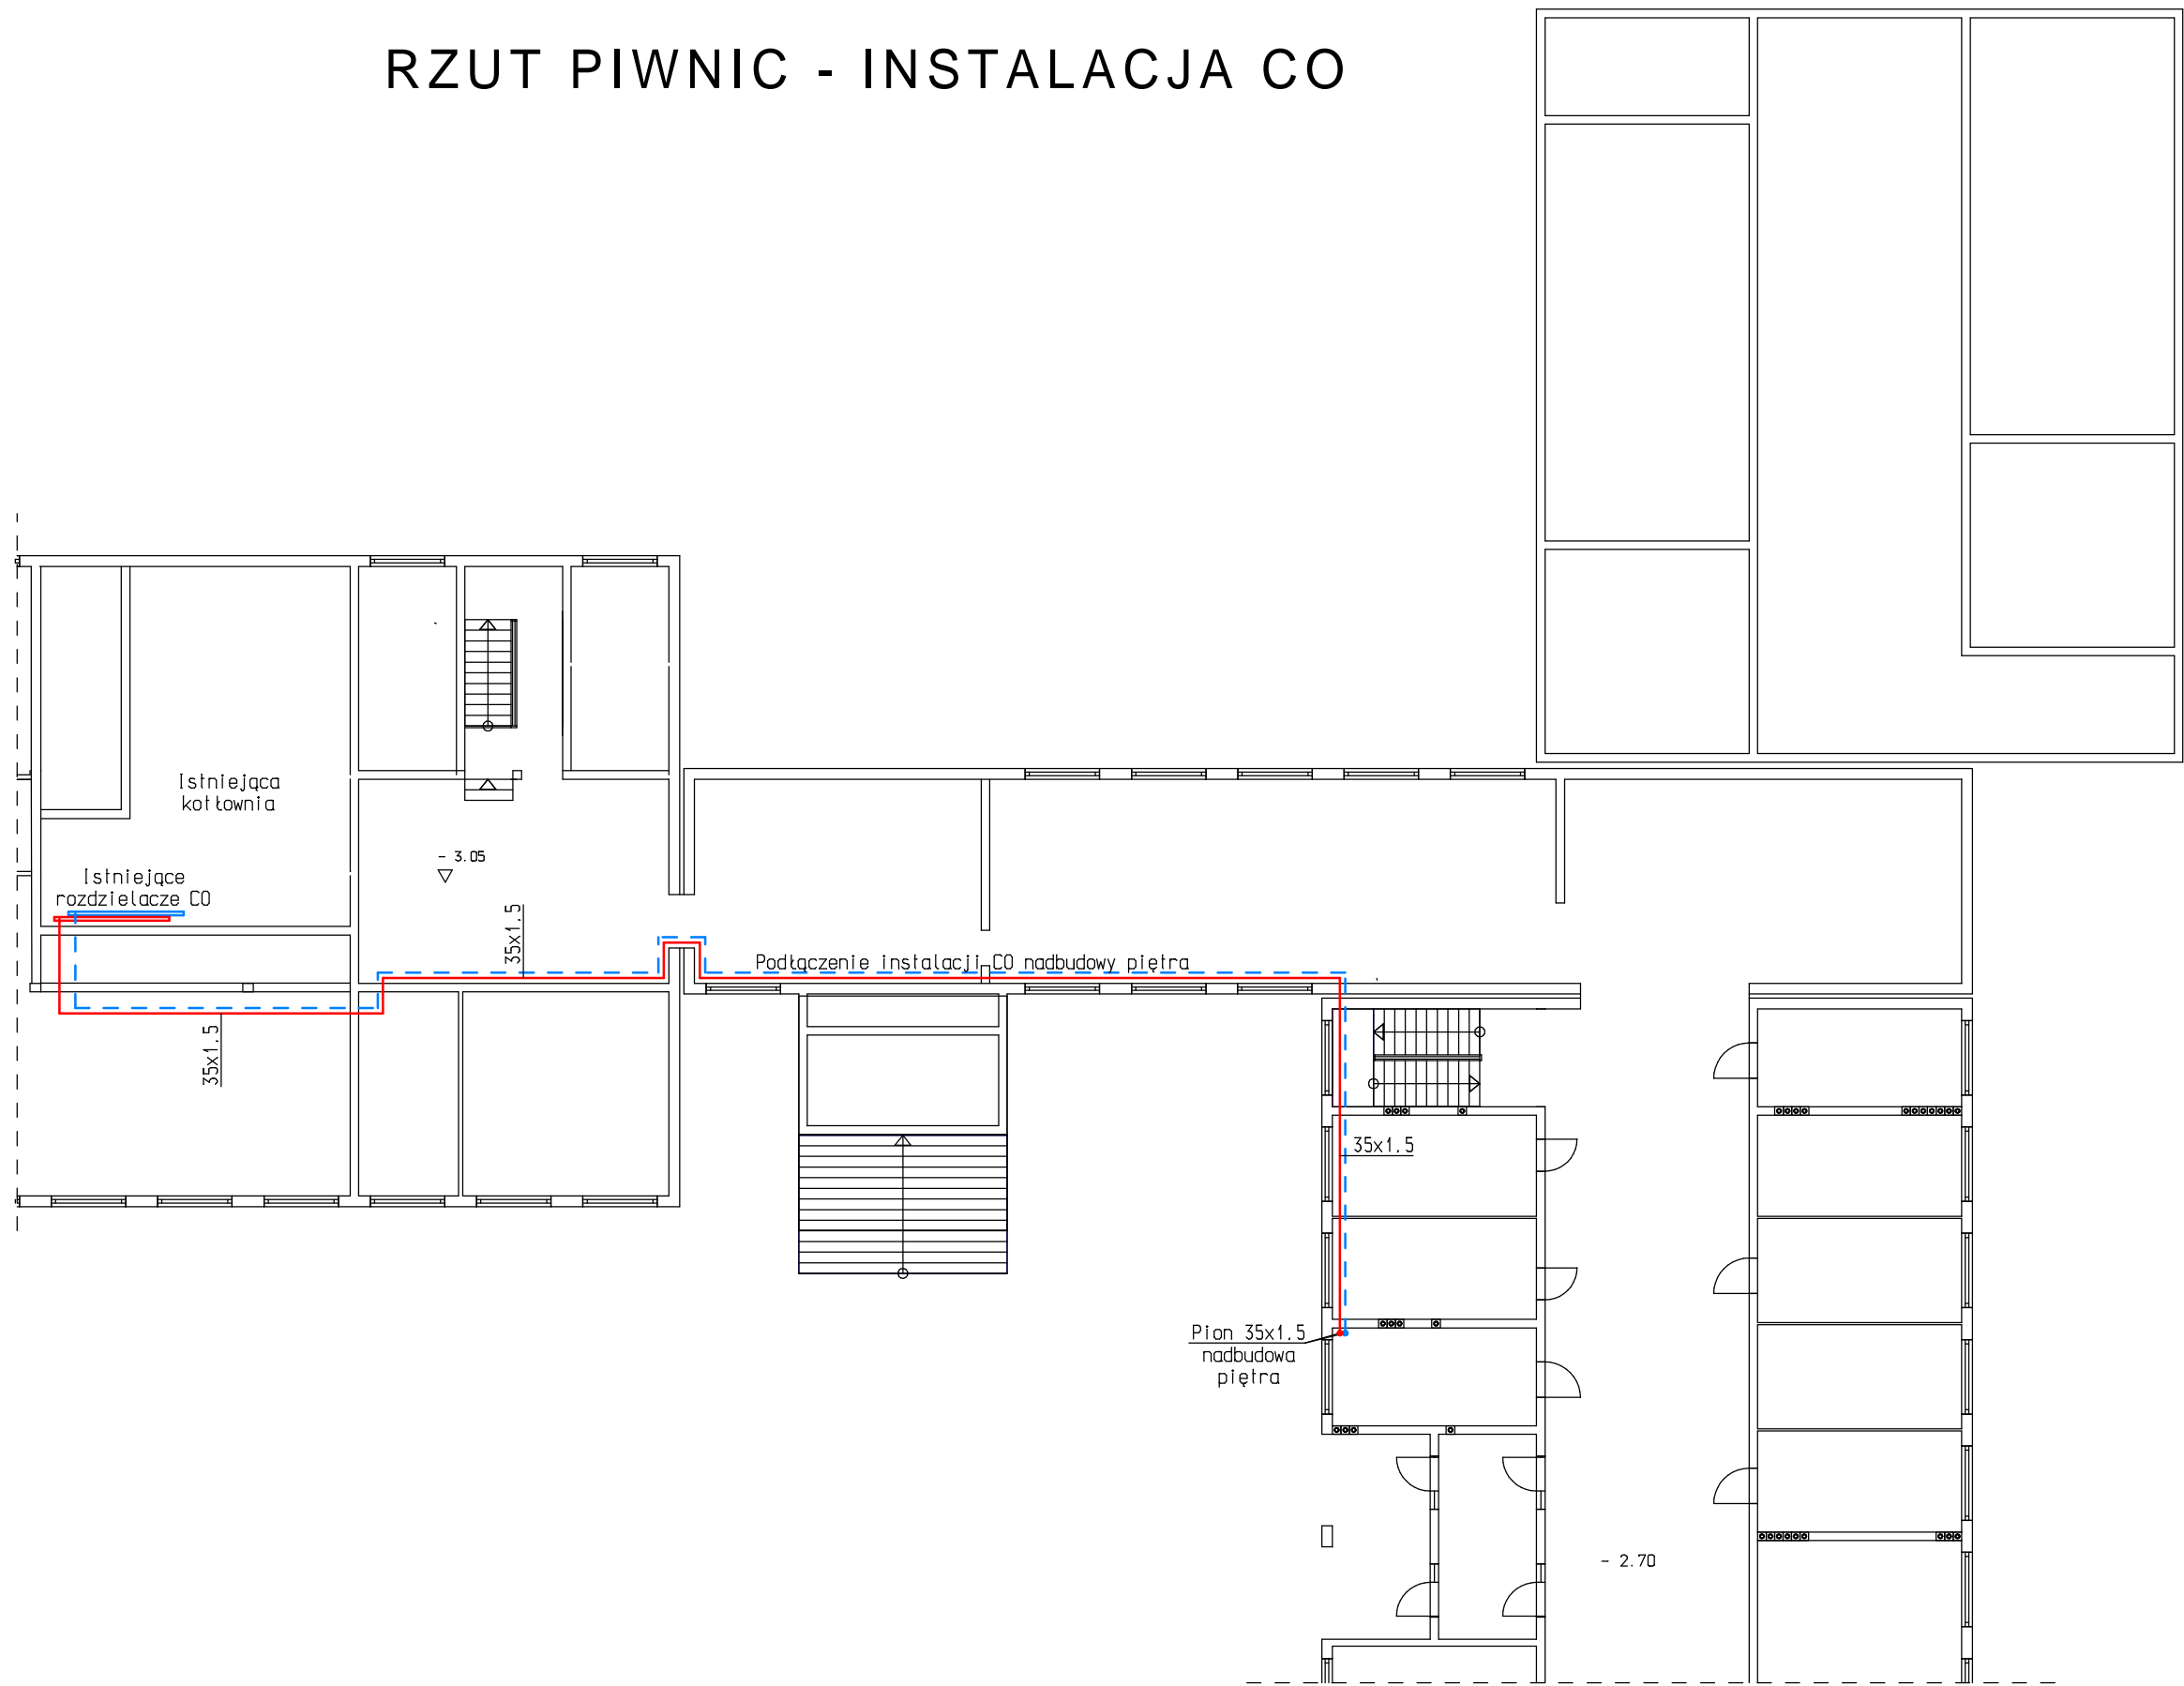 RZUT PIWNIC - INSTALACJA CO
Istniejąca
kotłownia
- 3.05
Istniejące
rozdzielacze CO
35x1.5
Podłączenie instalacji CO nadbudowy piętra
35x1.5
35x1.5
Pion 35x1.5
nadbudowa
piętra
- 2.70